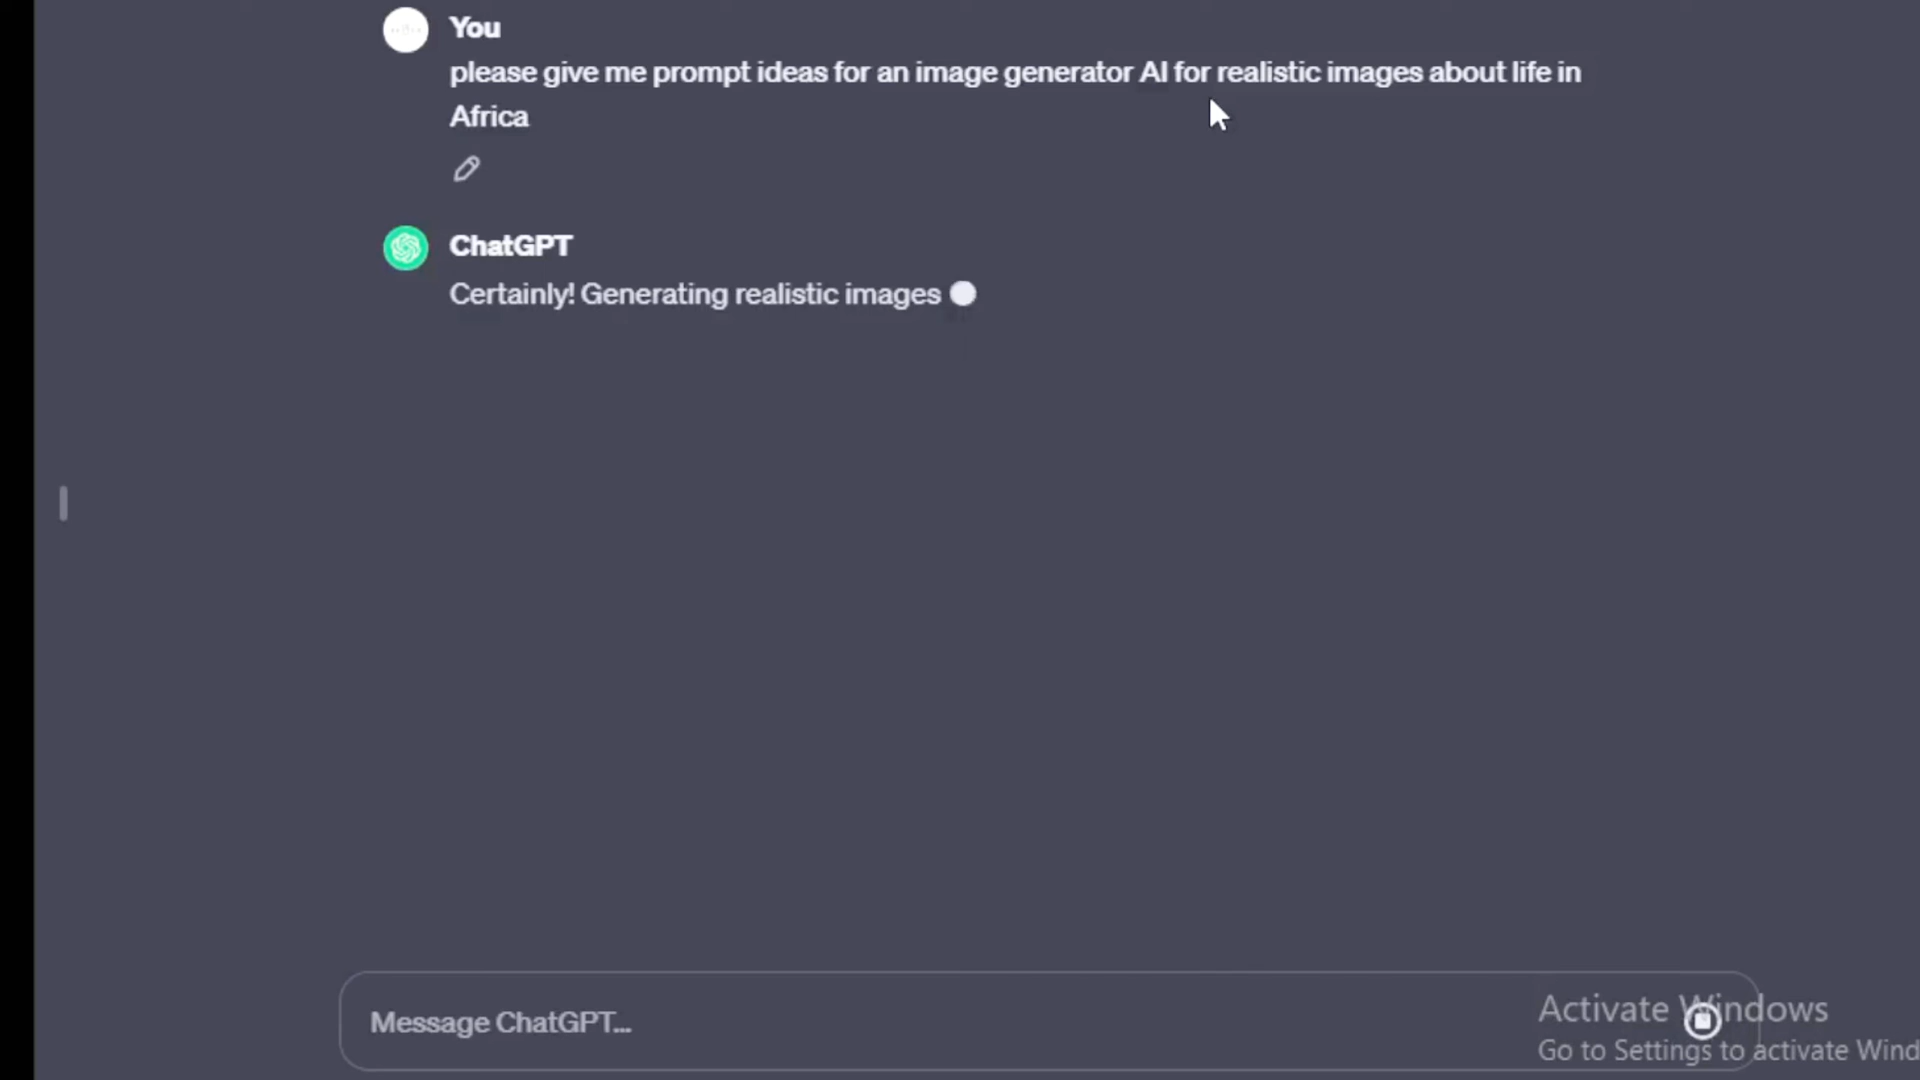 You
please give me prompt ideas for an image generator AI for realistic images about life in
Africa
ChatGPT
Certainly! Generating realistic images
Message ChatGPT...
Activate Windows
Go to Settings to activate Wind